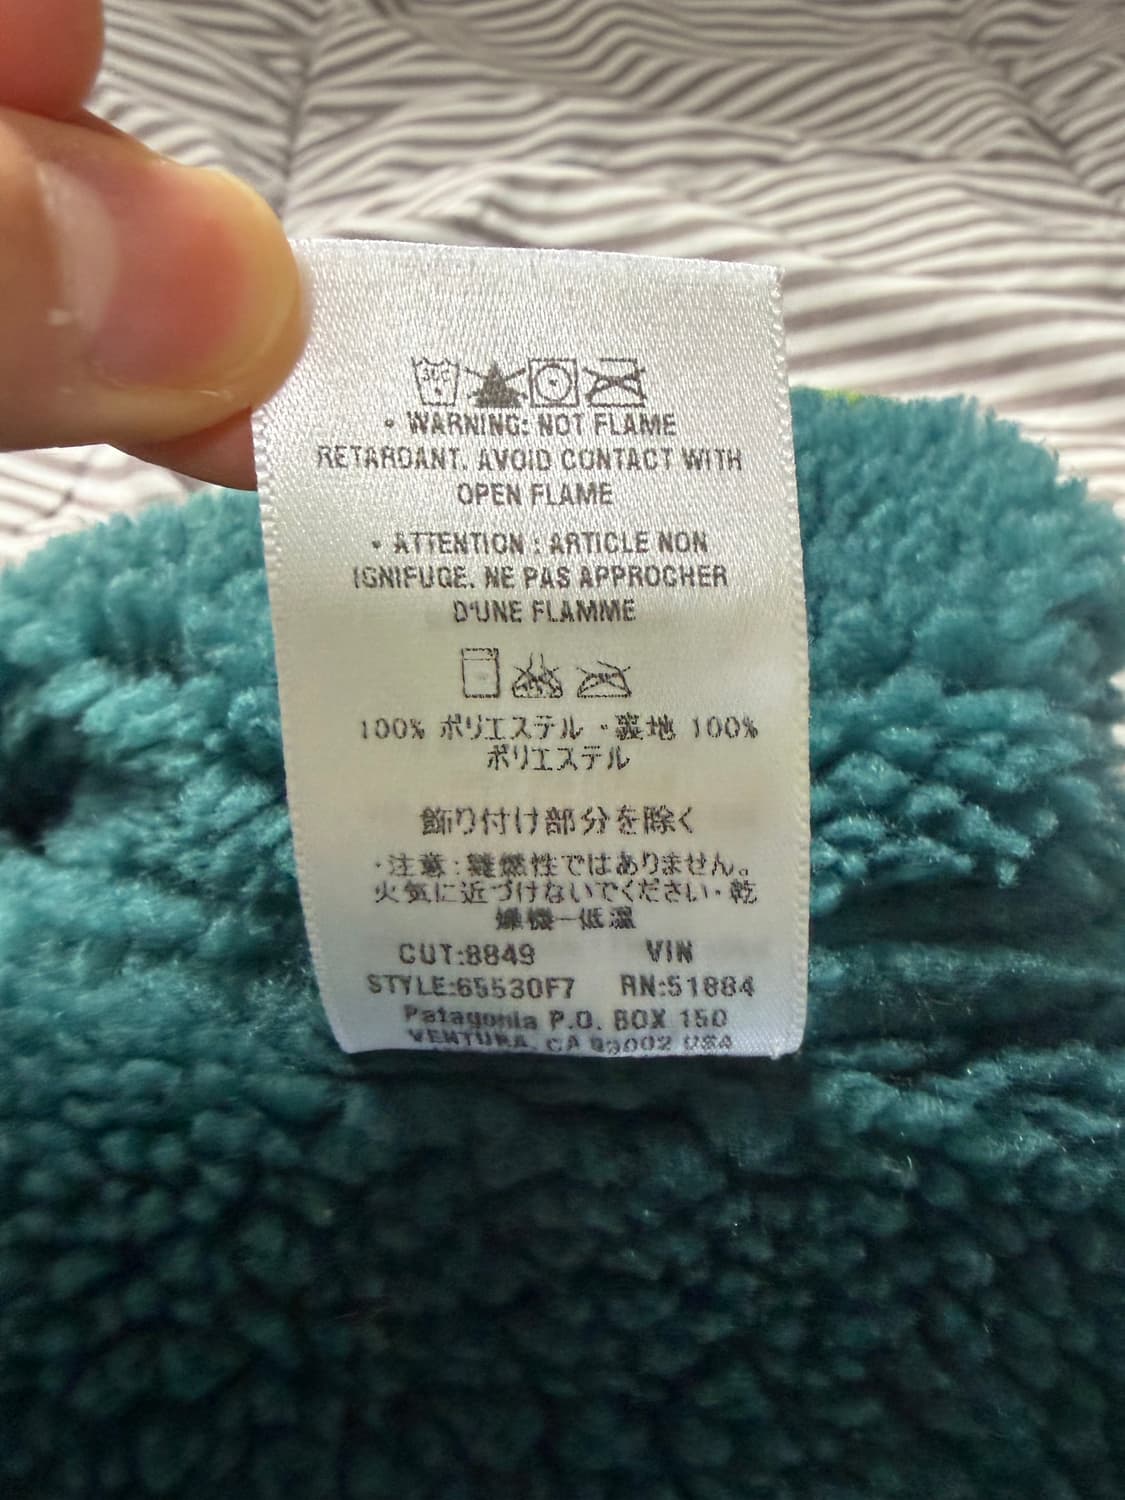 • WARNING: NOT FLAME
RETARDANT. AVOID CONTACT WITH
OPEN FLAME
• ATTENTION : ARTICLE NON
IGNIFUGE. NE PAS APPROCHER
D'UNE FLAMME
100% ポリエステル ・裏地 100%
ポリエステル
飾り付け部分を除く
・注意：難燃性ではありません。
火気に近づけないでください・乾
燥機ー低温
CUT:8849 VIN
STYLE:65530F7 RN:51884
Patagonia P.O. BOX 150
VENTURA, CA 93002 USA